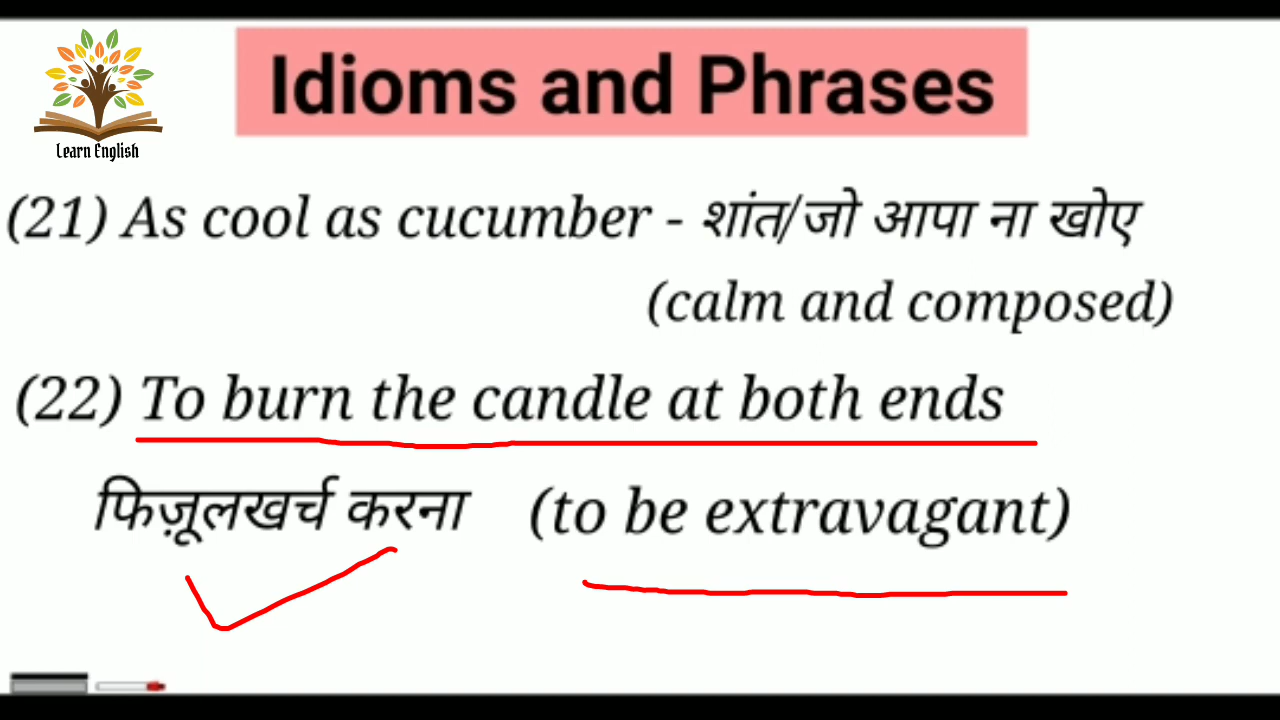 Learn English
Idioms and Phrases
(21) As cool as cucumber - शांत/जो आपा ना खोए
(calm and composed)
(22) To burn the candle at both ends
फिज़ूलखर्च करना (to be extravagant)